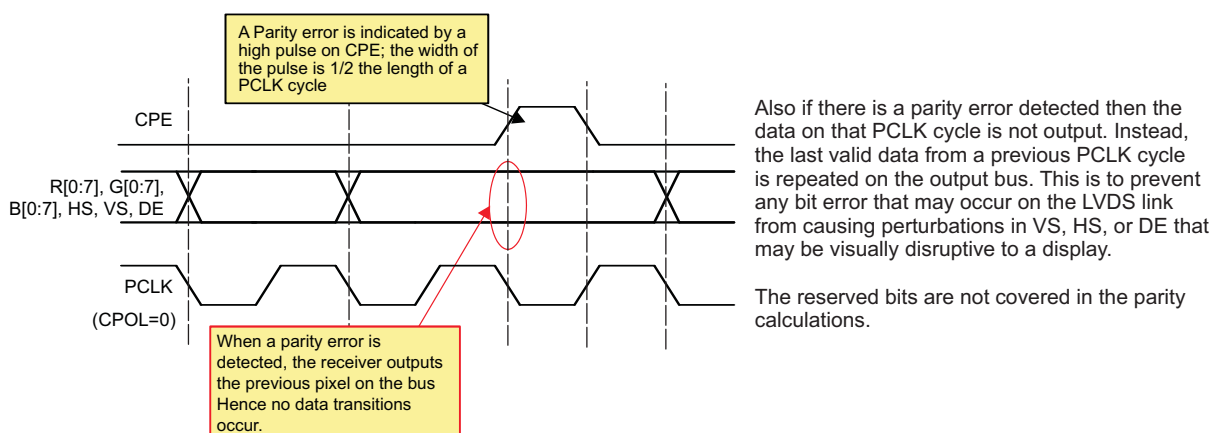 A Parity error is indicated by a
high pulse on CPE; the width of
the pulse is 1/2 the length of a
PCLK cycle
CPE
R[0:7], G[0:7],
B[0:7], HS, VS, DE
PCLK
(CPOL=0)
When a parity error is
detected, the receiver outputs
the previous pixel on the bus
Hence no data transitions
occur.
Also if there is a parity error detected then the
data on that PCLK cycle is not output. Instead,
the last valid data from a previous PCLK cycle
is repeated on the output bus. This is to prevent
any bit error that may occur on the LVDS link
from causing perturbations in VS, HS, or DE that
may be visually disruptive to a display.
The reserved bits are not covered in the parity
calculations.